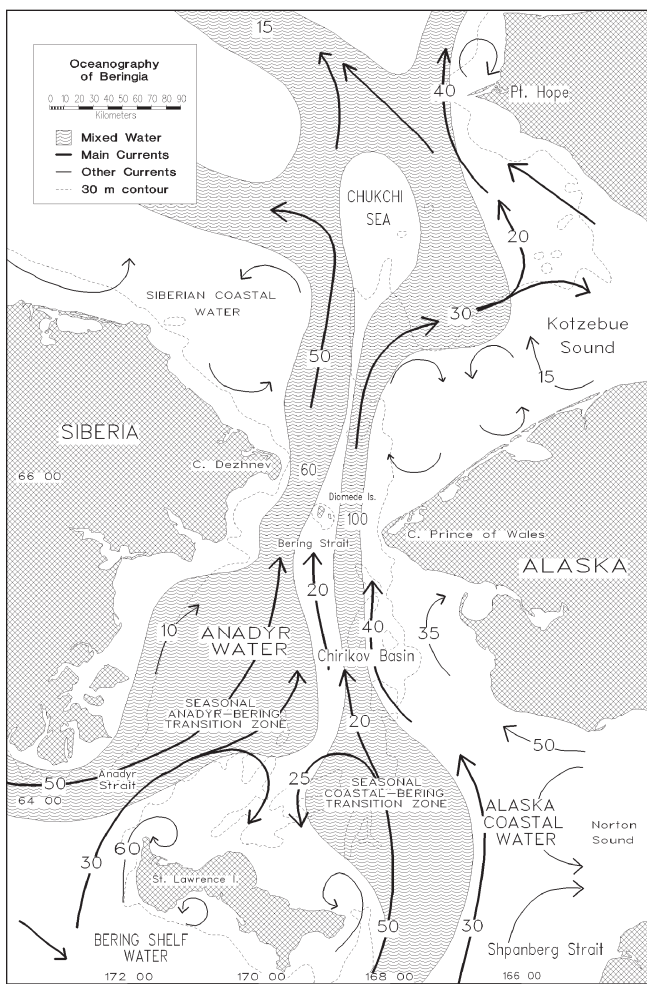 15
Oceanography
of Beringia
0 10 20 30 40 50 60 70 80 90
Kilometers
Mixed Water
Main Currents
Other Currents
30 m contour
40
Pt. Hope
CHUKCHI
SEA
20
SIBERIAN COASTAL
WATER
30
Kotzebue
Sound
50
15
SIBERIA
C. Dezhnev
66 00
60
Diomede Is.
100
Bering Strait
C. Prince of Wales
ALASKA
20
10
ANADYR
WATER
40
35
Chirikov Basin
SEASONAL
ANADYR-BERING
TRANSITION ZONE
20
50
Anadyr
Strait
50
64 00
25
SEASONAL
COASTAL-BERING
TRANSITION ZONE
ALASKA
COASTAL
WATER
Norton
Sound
30
60
St. Lawrence I.
BERING SHELF
WATER
50
30
Shpanberg Strait
172 00
170 00
168 00
166 00